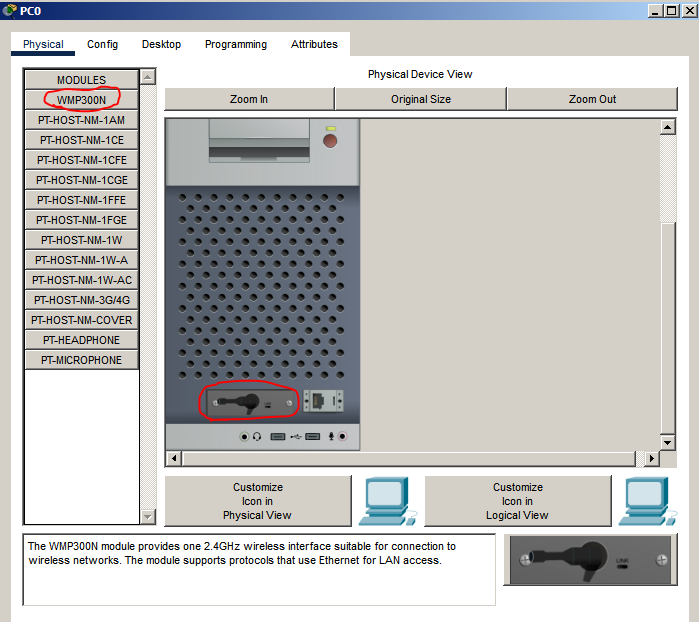 PC0
Physical Config Desktop Programming Attributes
MODULES
WMP300N
PT-HOST-NM-1AM
PT-HOST-NM-1CE
PT-HOST-NM-1CFE
PT-HOST-NM-1CGE
PT-HOST-NM-1FFE
PT-HOST-NM-1FGE
PT-HOST-NM-1W
PT-HOST-NM-1W-A
PT-HOST-NM-1W-AC
PT-HOST-NM-3G/4G
PT-HOST-NM-COVER
PT-HEADPHONE
PT-MICROPHONE
Physical Device View
Zoom In Original Size Zoom Out
Customize
Icon in
Physical View
Customize
Icon in
Logical View
The WMP300N module provides one 2.4GHz wireless interface suitable for connection to
wireless networks. The module supports protocols that use Ethernet for LAN access.
LINK